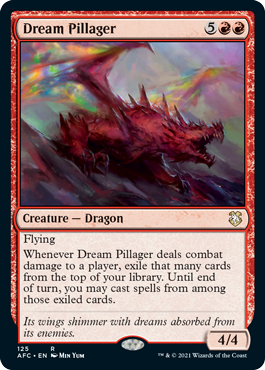 Dream Pillager 5
Creature — Dragon
Flying
Whenever Dream Pillager deals combat
damage to a player, exile that many cards
from the top of your library. Until end
of turn, you may cast spells from among
those exiled cards.
Its wings shimmer with dreams absorbed from
its enemies.
4/4
125 R
AFC • EN Min Yum
™ & © 2021 Wizards of the Coast